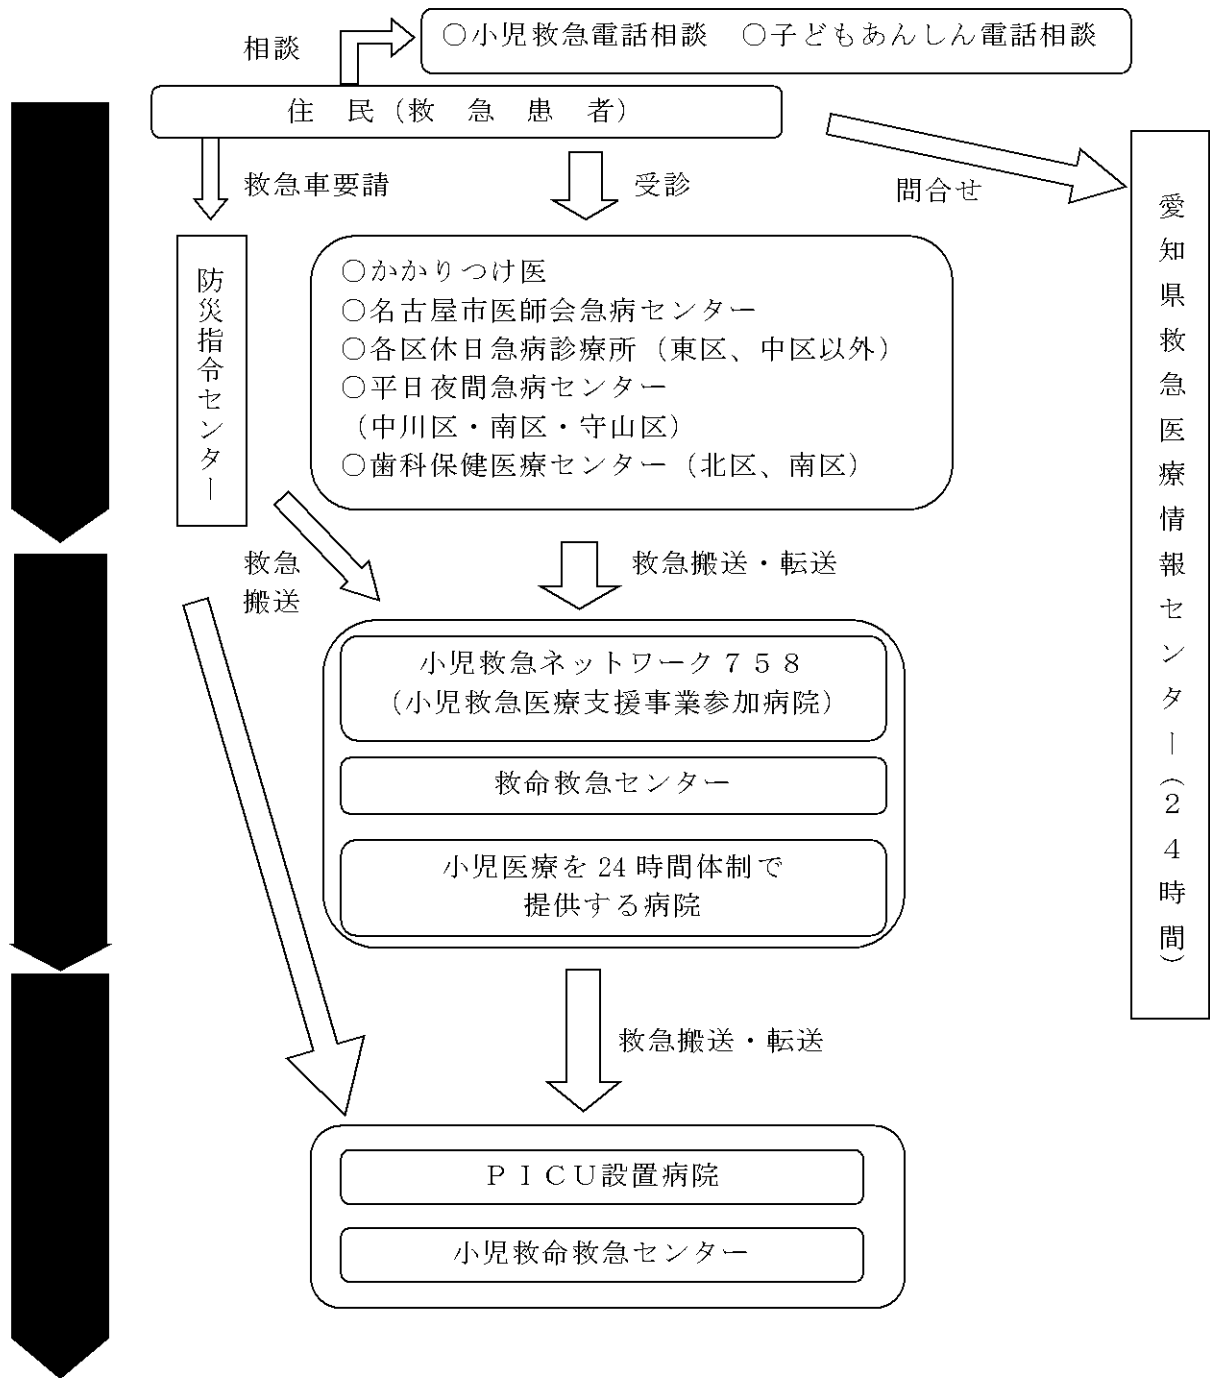 相談
○小児救急電話相談　○子どもあんしん電話相談
住　民（救　急　患　者）
救急車要請
受診
問合せ
防災指令センター
○かかりつけ医
○名古屋市医師会急病センター
○各区休日急病診療所（東区、中区以外）
○平日夜間急病センター
（中川区・南区・守山区）
○歯科保健医療センター（北区、南区）
愛知県救急医療情報センター（２４時間）
救急
搬送
救急搬送・転送
小児救急ネットワーク７５８
（小児救急医療支援事業参加病院）
救命救急センター
小児医療を 24 時間体制で
提供する病院
救急搬送・転送
ＰＩＣＵ設置病院
小児救命救急センター